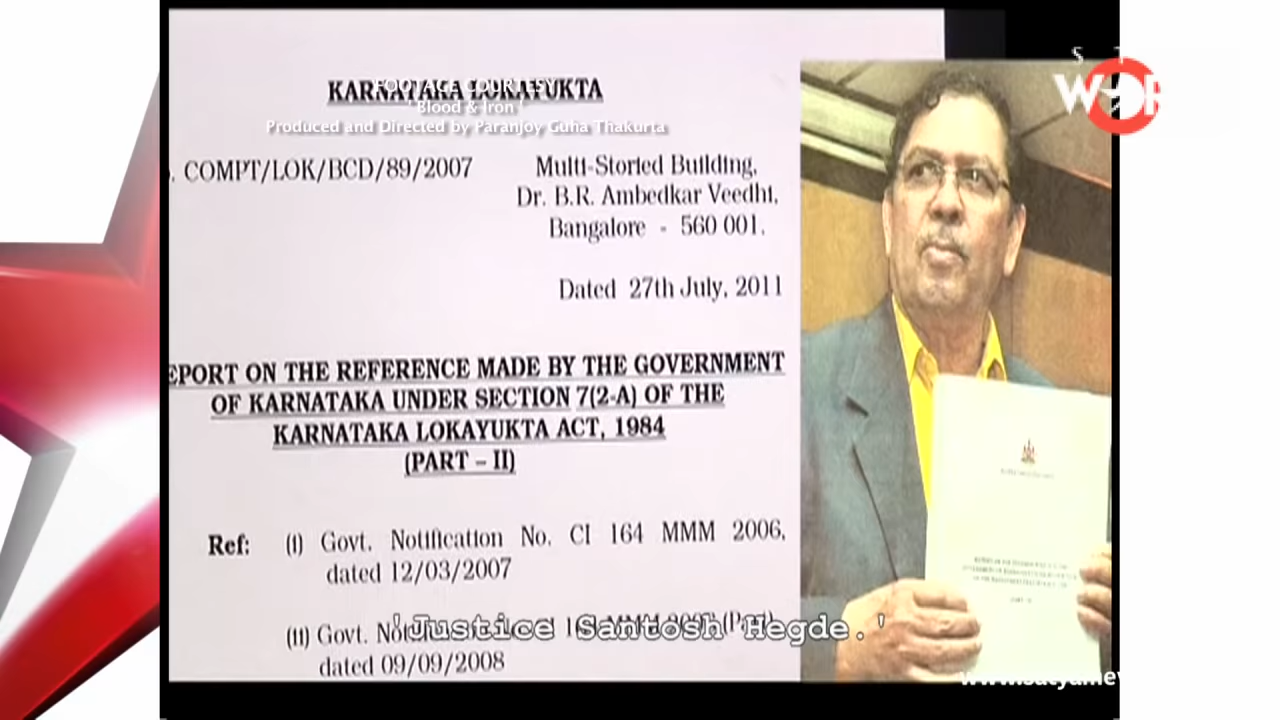 FOOTAGE COURTESY
KARNATAKA LOKAYUKTA
' Blood & Iron '
Produced and Directed by Paranjoy Guha Thakurta
. COMPT/LOK/BCD/89/2007
Multi-Storied Building,
Dr. B.R. Ambedkar Veedhi,
Bangalore - 560 001.
Dated 27th July, 2011
EPORT ON THE REFERENCE MADE BY THE GOVERNMENT
OF KARNATAKA UNDER SECTION 7(2-A) OF THE
KARNATAKA LOKAYUKTA ACT, 1984
(PART – II)
Ref: (i) Govt. Notification No. CI 164 MMM 2006,
dated 12/03/2007
(ii) Govt.
'Justice Santosh Hegde.'
dated 09/09/2008